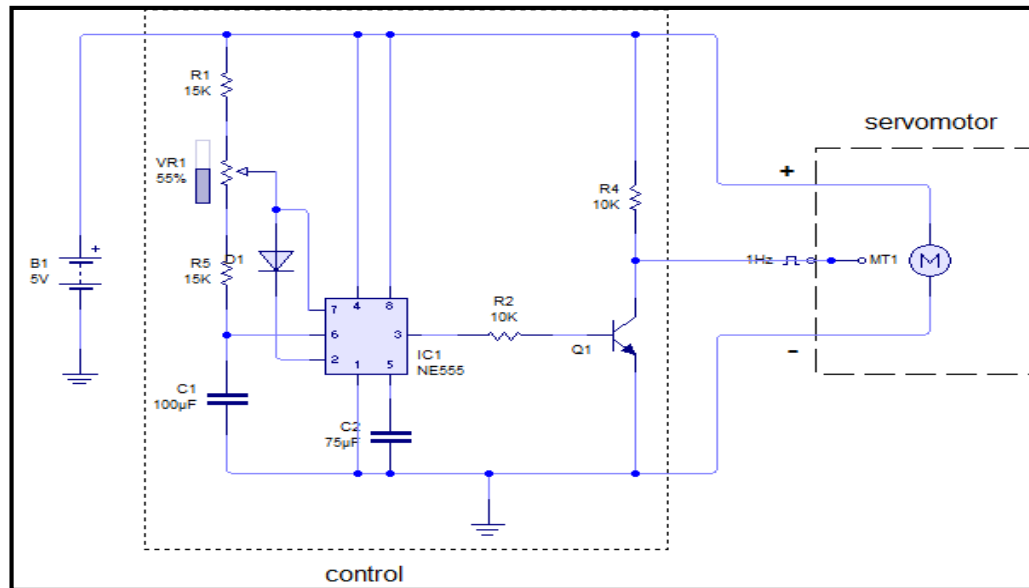 R1
15K
VR1
55%
R5
15K
D1
B1
5V
+
C1
100µF
7
4
8
6
3
2
1
5
IC1
NE555
C2
75µF
R2
10K
Q1
R4
10K
servomotor
+
1Hz
MT1
M
-
control